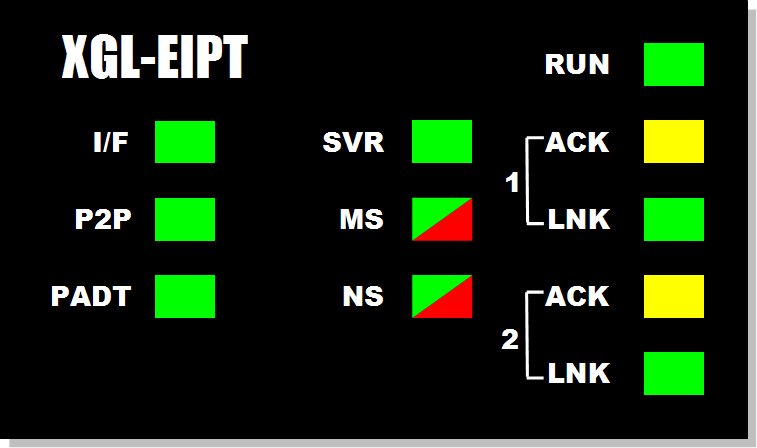 XGL-EIPT
RUN
I/F
SVR
ACK
1
P2P
MS
LNK
PADT
NS
ACK
2
LNK